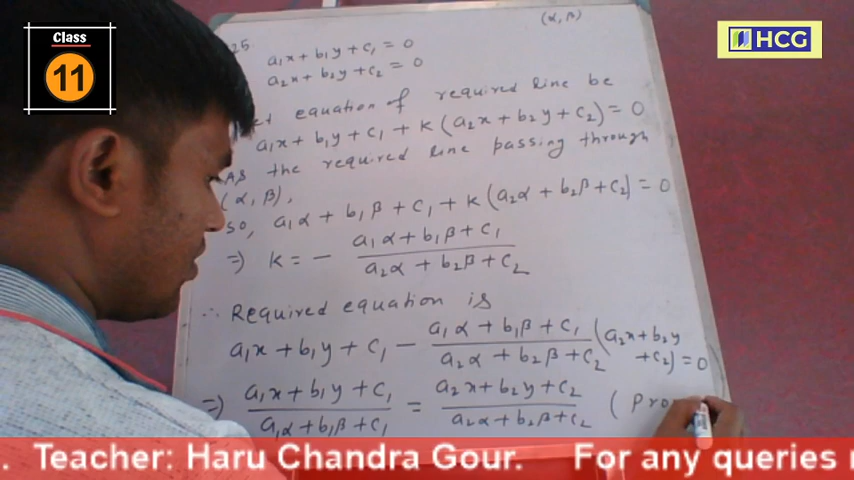 Class
11
HCG
(α, β)
25.
a₁x + b₁y + c₁ = 0
a₂x + b₂y + c₂ = 0
equation of required line be
a₁x + b₁y + c₁ + k (a₂x + b₂y + c₂) = 0
As the required line passing through
(α, β),
So, a₁α + b₁β + c₁ + k (a₂α + b₂β + c₂) = 0
⇒ k = - (a₁α + b₁β + c₁) / (a₂α + b₂β + c₂)
∴ Required equation is
a₁x + b₁y + c₁ - (a₁α + b₁β + c₁) / (a₂α + b₂β + c₂) (a₂x + b₂y + c₂) = 0
⇒ (a₁x + b₁y + c₁) / (a₁α + b₁β + c₁) = (a₂x + b₂y + c₂) / (a₂α + b₂β + c₂) ( Pro
. Teacher: Haru Chandra Gour. For any queries